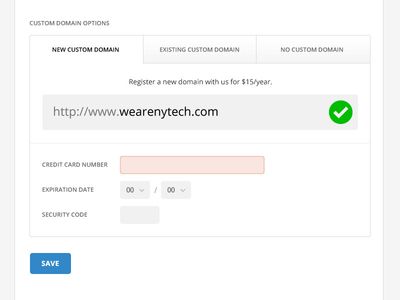 CUSTOM DOMAIN OPTIONS
NEW CUSTOM DOMAIN
EXISTING CUSTOM DOMAIN
NO CUSTOM DOMAIN
Register a new domain with us for $15/year.
http://www.wearenytech.com
CREDIT CARD NUMBER
EXPIRATION DATE 00 / 00
SECURITY CODE
SAVE